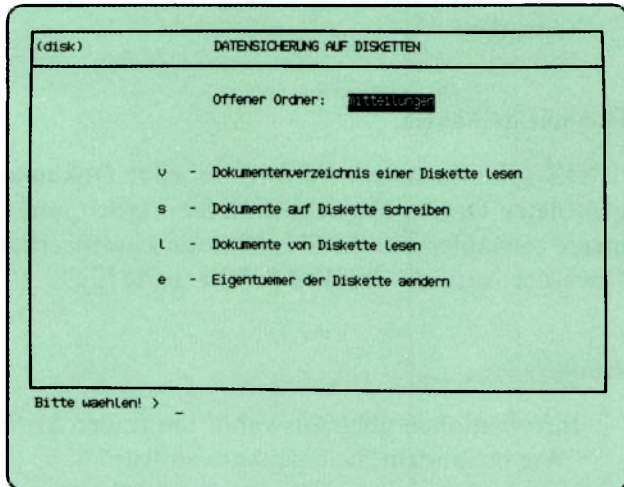 (disk) DATENSICHERUNG AUF DISKETTEN
Offener Ordner: mitteilungen
v - Dokumentenverzeichnis einer Diskette lesen
s - Dokumente auf Diskette schreiben
l - Dokumente von Diskette lesen
e - Eigentuemer der Diskette aendern
Bitte waehlen! > _